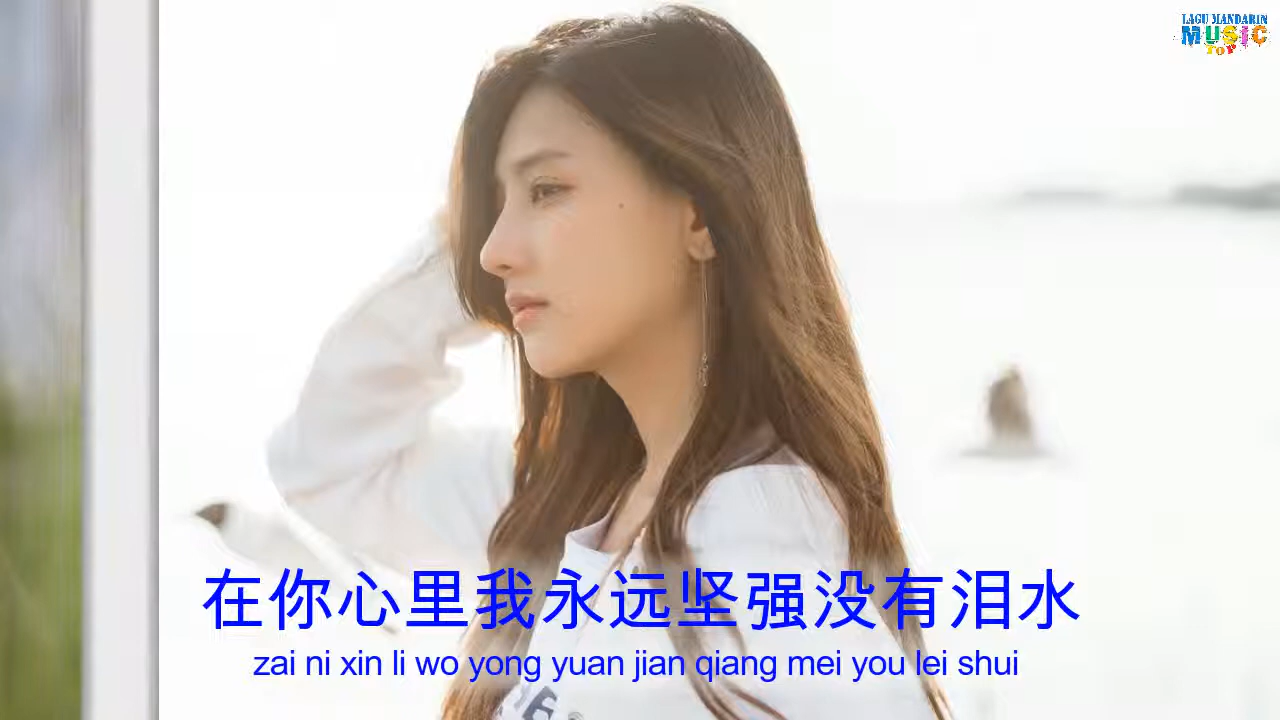 LAGU MANDARIN
MUSIC
TOP
在你心里我永远坚强没有泪水
zai ni xin li wo yong yuan jian qiang mei you lei shui